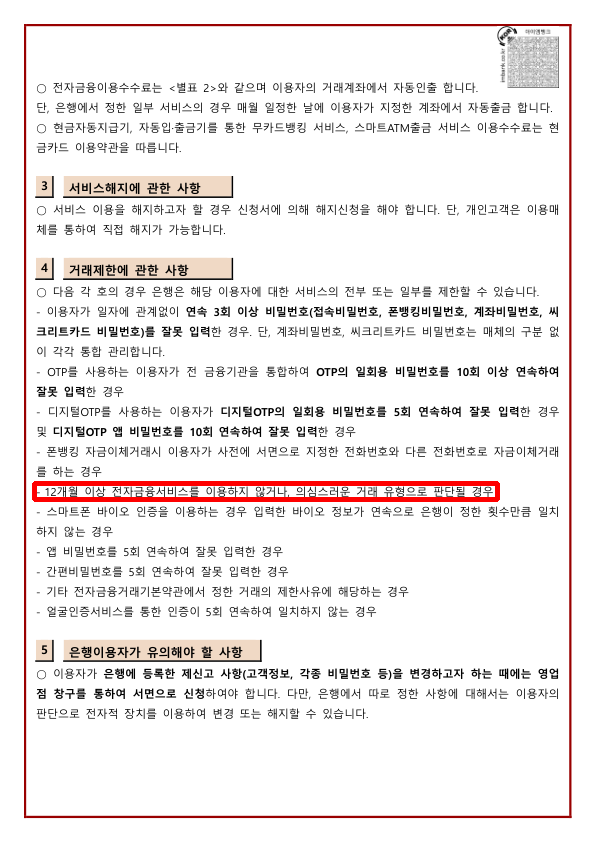 아이엠뱅크
○ 전자금융이용수수료는 <별표 2>와 같으며 이용자의 거래계좌에서 자동인출 합니다.
단, 은행에서 정한 일부 서비스의 경우 매월 일정한 날에 이용자가 지정한 계좌에서 자동출금 합니다.
○ 현금자동지급기, 자동입·출금기를 통한 무카드뱅킹 서비스, 스마트ATM출금 서비스 이용수수료는 현
금카드 이용약관을 따릅니다.
3 서비스해지에 관한 사항
○ 서비스 이용을 해지하고자 할 경우 신청서에 의해 해지신청을 해야 합니다. 단, 개인고객은 이용매
체를 통하여 직접 해지가 가능합니다.
4 거래제한에 관한 사항
○ 다음 각 호의 경우 은행은 해당 이용자에 대한 서비스의 전부 또는 일부를 제한할 수 있습니다.
- 이용자가 일자에 관계없이 연속 3회 이상 비밀번호(접속비밀번호, 폰뱅킹비밀번호, 계좌비밀번호, 씨
크리트카드 비밀번호)를 잘못 입력한 경우. 단, 계좌비밀번호, 씨크리트카드 비밀번호는 매체의 구분 없
이 각각 통합 관리합니다.
- OTP를 사용하는 이용자가 전 금융기관을 통합하여 OTP의 일회용 비밀번호를 10회 이상 연속하여
잘못 입력한 경우
- 디지털OTP를 사용하는 이용자가 디지털OTP의 일회용 비밀번호를 5회 연속하여 잘못 입력한 경우
및 디지털OTP 앱 비밀번호를 10회 연속하여 잘못 입력한 경우
- 폰뱅킹 자금이체거래시 이용자가 사전에 서면으로 지정한 전화번호와 다른 전화번호로 자금이체거래
를 하는 경우
- 12개월 이상 전자금융서비스를 이용하지 않거나, 의심스러운 거래 유형으로 판단될 경우
- 스마트폰 바이오 인증을 이용하는 경우 입력한 바이오 정보가 연속으로 은행이 정한 횟수만큼 일치
하지 않는 경우
- 앱 비밀번호를 5회 연속하여 잘못 입력한 경우
- 간편비밀번호를 5회 연속하여 잘못 입력한 경우
- 기타 전자금융거래기본약관에서 정한 거래의 제한사유에 해당하는 경우
- 얼굴인증서비스를 통한 인증이 5회 연속하여 일치하지 않는 경우
5 은행이용자가 유의해야 할 사항
○ 이용자가 은행에 등록한 제신고 사항(고객정보, 각종 비밀번호 등)을 변경하고자 하는 때에는 영업
점 창구를 통하여 서면으로 신청하여야 합니다. 다만, 은행에서 따로 정한 사항에 대해서는 이용자의
판단으로 전자적 장치를 이용하여 변경 또는 해지할 수 있습니다.